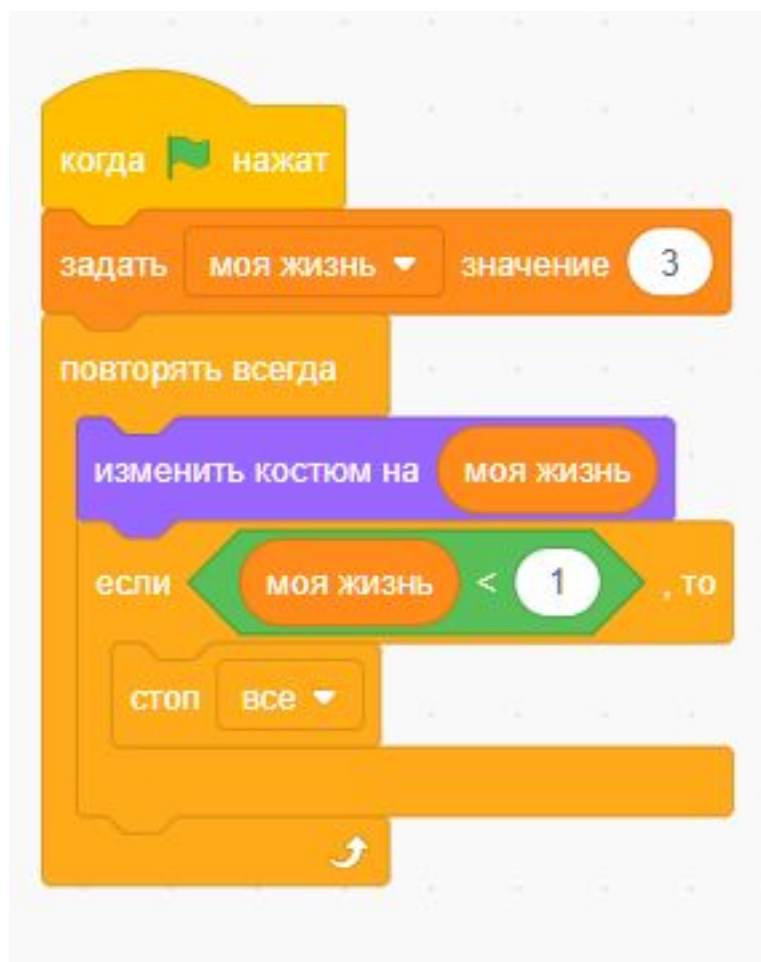 когда нажат
задать моя жизнь значение 3
повторять всегда
изменить костюм на моя жизнь
если моя жизнь < 1 , то
стоп все